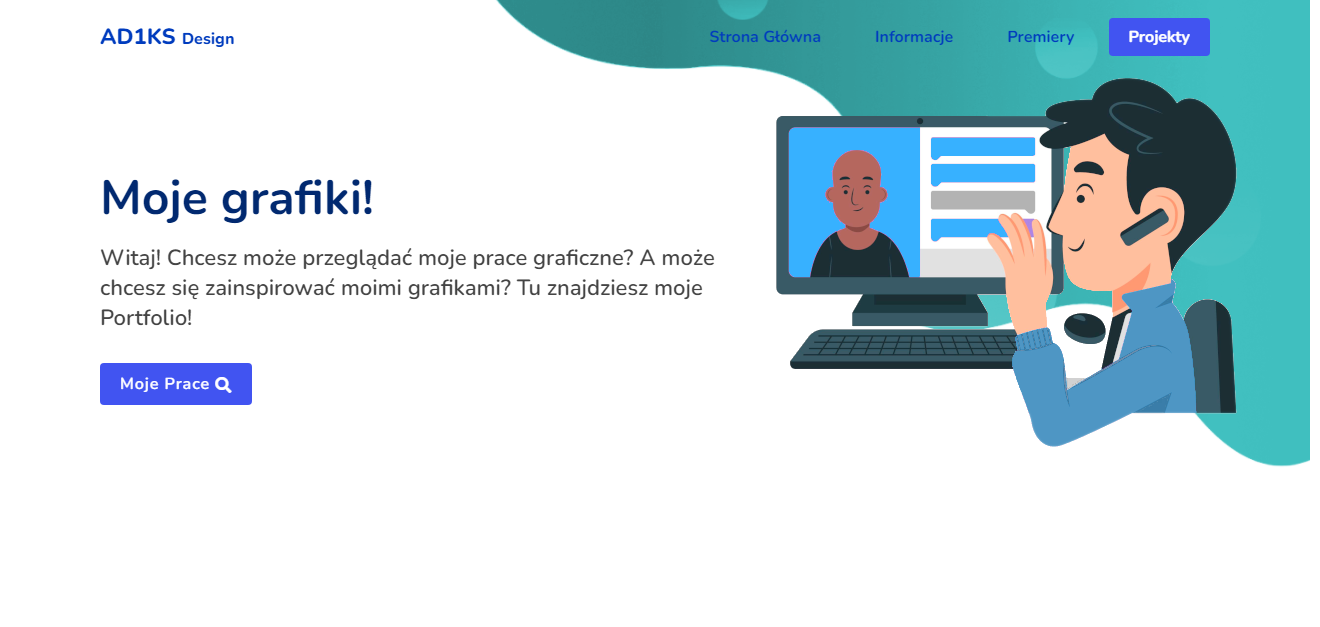 AD1KS Design
Strona Główna
Informacje
Premiery
Projekty
Moje grafiki!
Witaj! Chcesz może przeglądać moje prace graficzne? A może
chcesz się zainspirować moimi grafikami? Tu znajdziesz moje
Portfolio!
Moje Prace